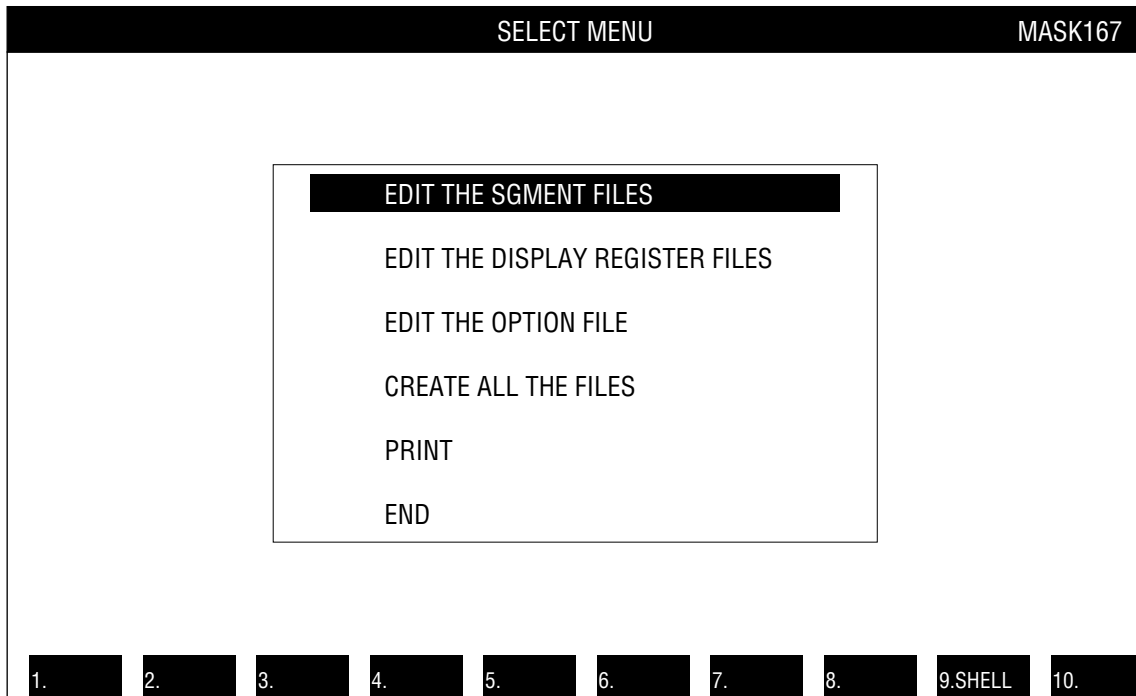 SELECT MENU MASK167
EDIT THE SGMENT FILES
EDIT THE DISPLAY REGISTER FILES
EDIT THE OPTION FILE
CREATE ALL THE FILES
PRINT
END
1. 2. 3. 4. 5. 6. 7. 8. 9.SHELL 10.